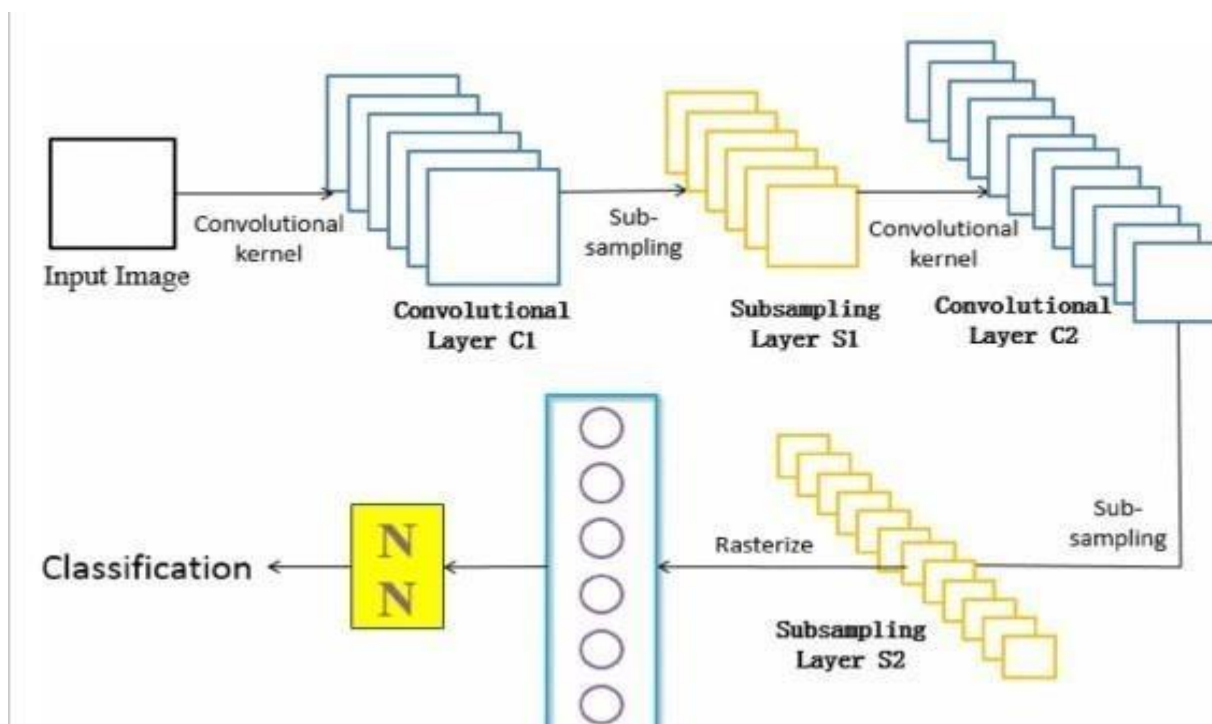 Input Image
Convolutional
kernel
Convolutional
Layer C1
Sub-
sampling
Subsampling
Layer S1
Convolutional
kernel
Convolutional
Layer C2
Sub-
sampling
Subsampling
Layer S2
Rasterize
N
N
Classification